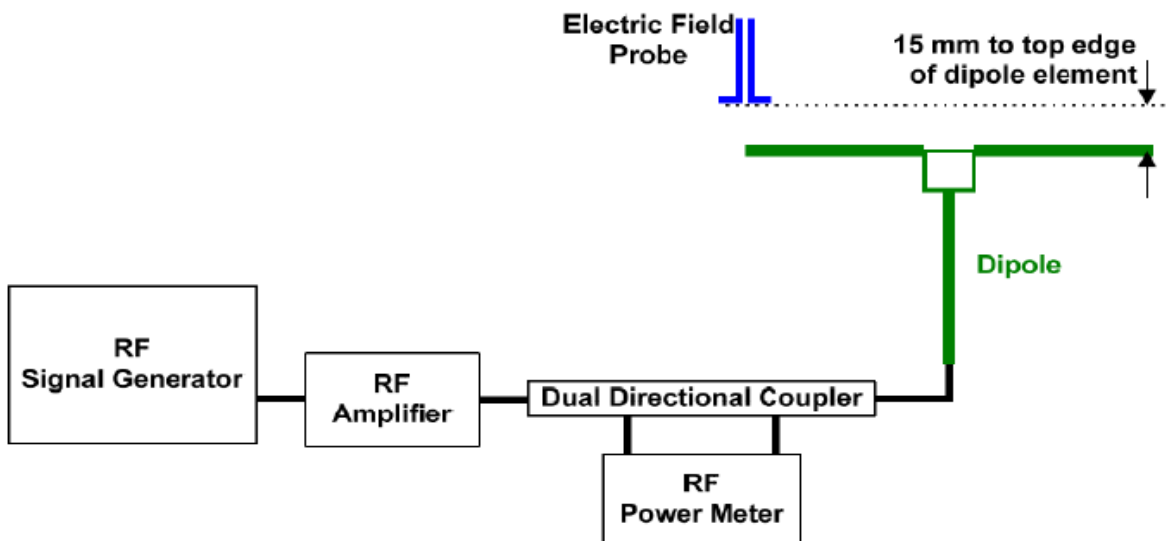 Electric Field
Probe
15 mm to top edge
of dipole element
Dipole
RF
Signal Generator
RF
Amplifier
Dual Directional Coupler
RF
Power Meter